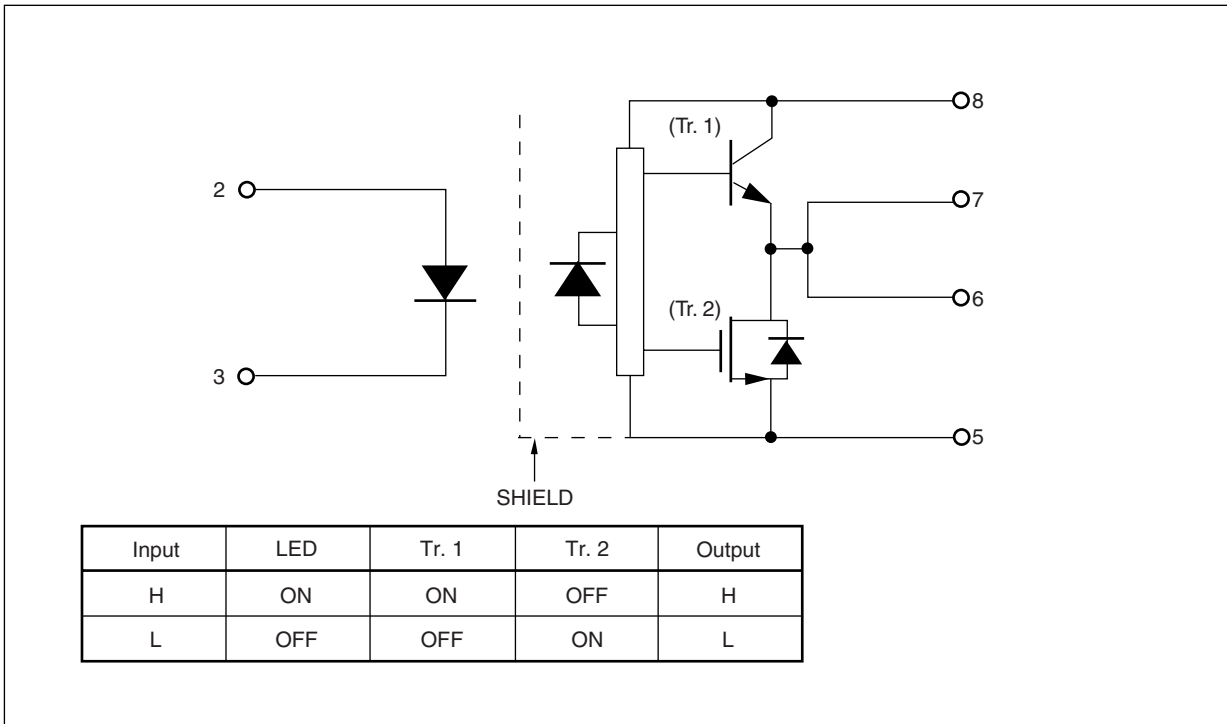 8
(Tr. 1)
2
7
6
(Tr. 2)
3
5
SHIELD
Input LED Tr. 1 Tr. 2 Output
H ON ON OFF H
L OFF OFF ON L